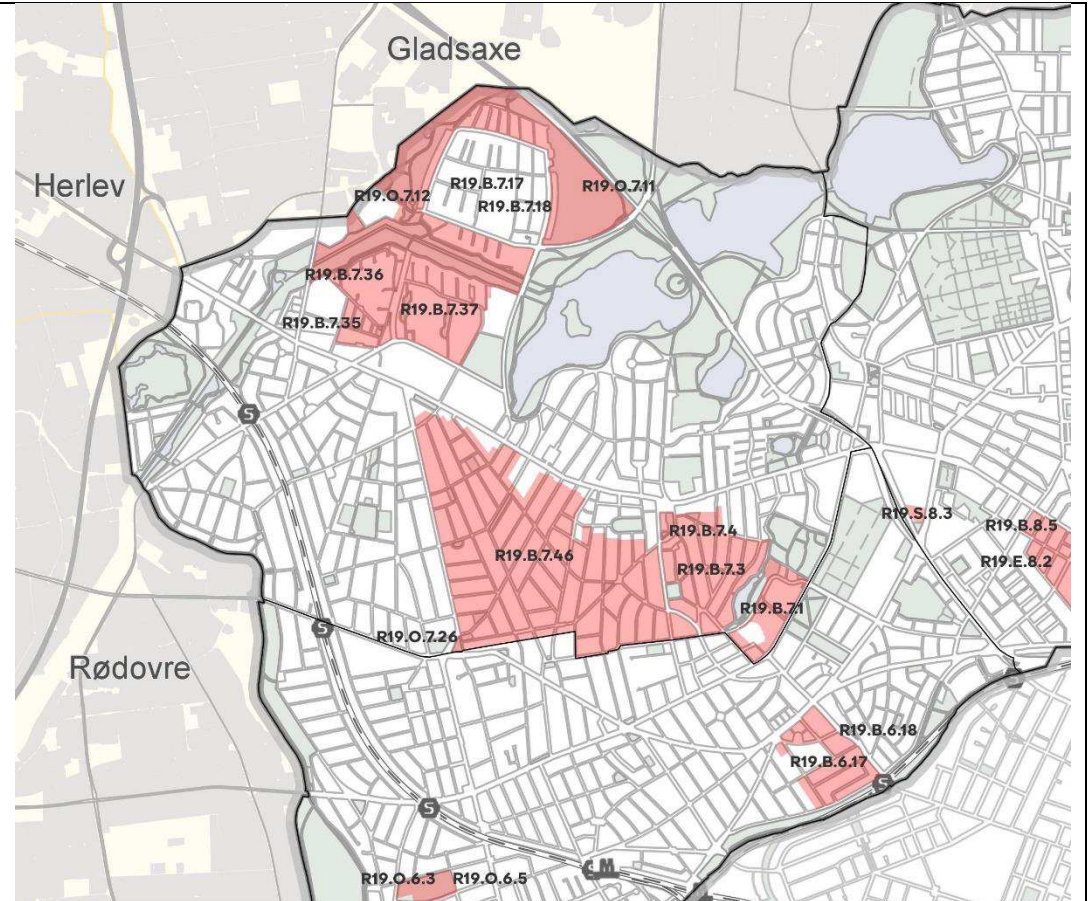 Gladsaxe
Herlev
R19.B.7.17
R19.O.7.12
R19.O.7.11
R19.B.7.18
R19.B.7.36
R19.B.7.37
R19.B.7.35
S
R19.S.8.3
R19.B.7.4
R19.B.8.5
R19.B.7.46
R19.E.8.2
R19.B.7.3
R19.B.7.1
S
R19.O.7.26
Rødovre
S
R19.B.6.18
R19.B.6.17
S
S
M
R19.O.6.3
R19.O.6.5